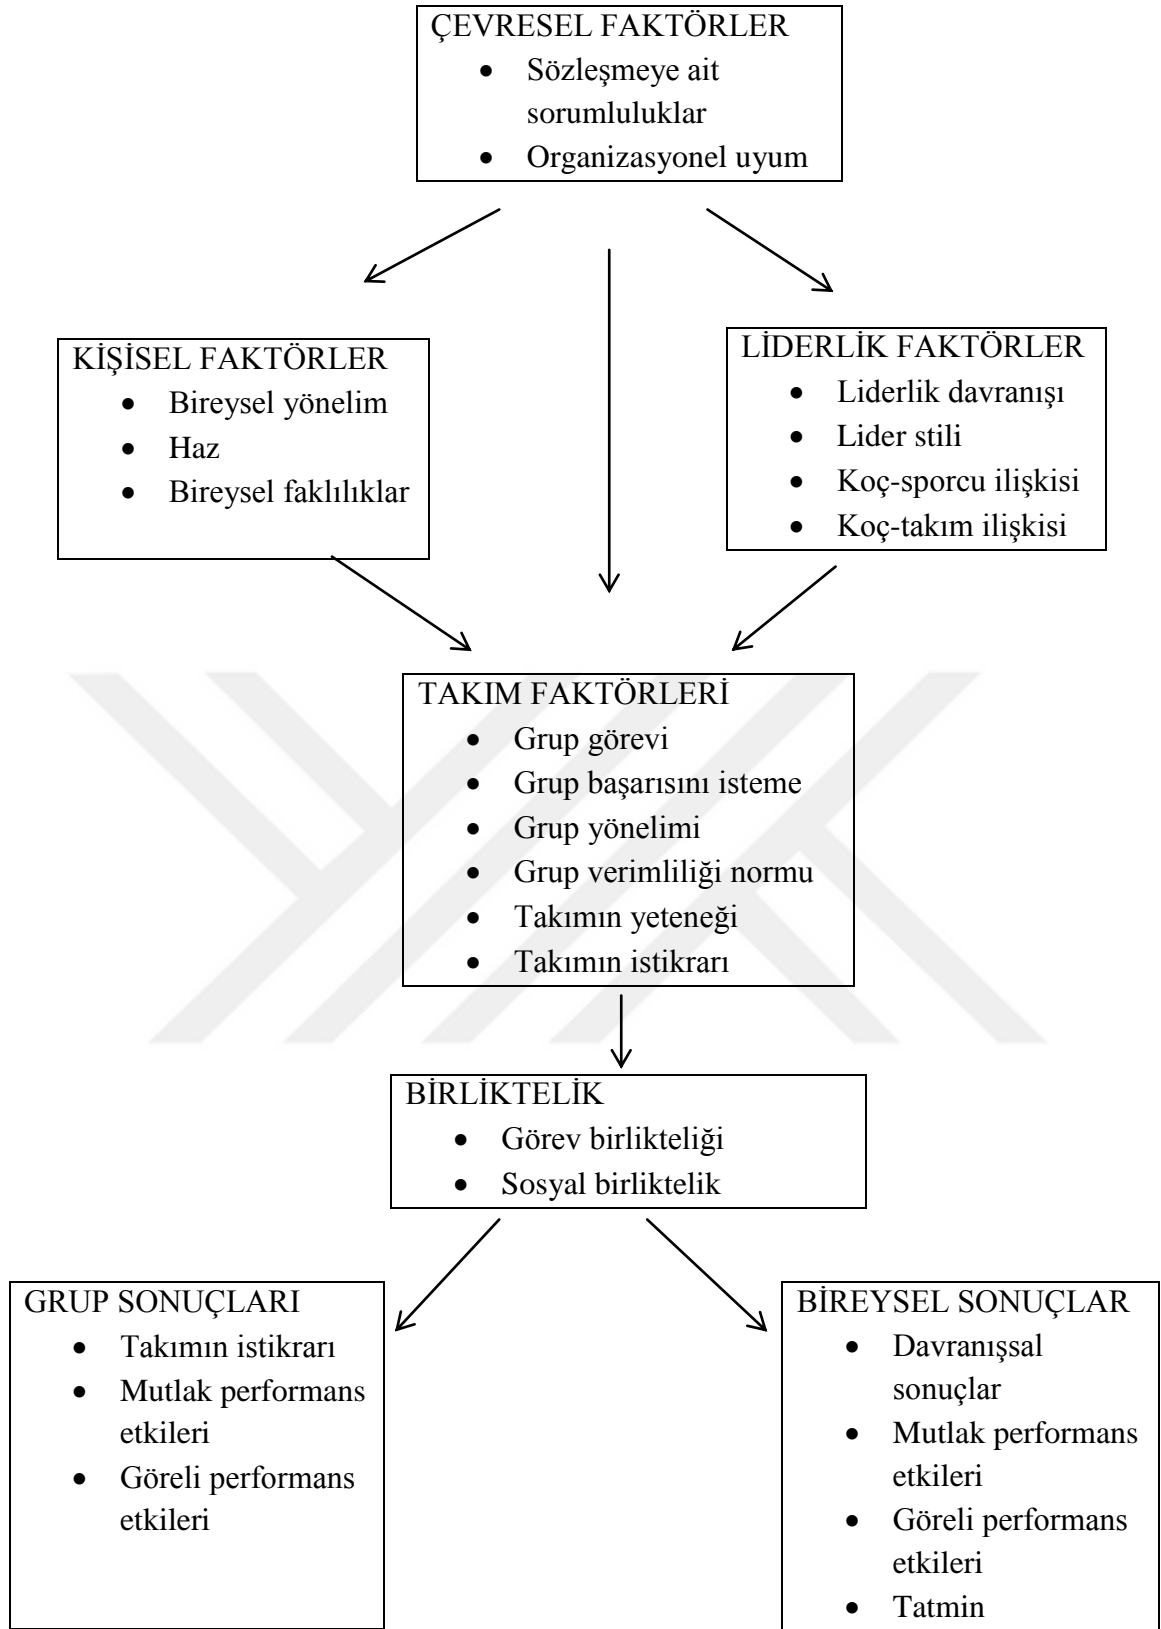 ÇEVRESEL FAKTÖRLER
• Sözleşmeye ait
sorumluluklar
• Organizasyonel uyum
KİŞİSEL FAKTÖRLER
• Bireysel yönelim
• Haz
• Bireysel faklılıklar
LİDERLİK FAKTÖRLER
• Liderlik davranışı
• Lider stili
• Koç-sporcu ilişkisi
• Koç-takım ilişkisi
TAKIM FAKTÖRLERİ
• Grup görevi
• Grup başarısını isteme
• Grup yönelimi
• Grup verimliliği normu
• Takımın yeteneği
• Takımın istikrarı
BİRLİKTELİK
• Görev birlikteliği
• Sosyal birliktelik
GRUP SONUÇLARI
• Takımın istikrarı
• Mutlak performans
etkileri
• Göreli performans
etkileri
BİREYSEL SONUÇLAR
• Davranışsal
sonuçlar
• Mutlak performans
etkileri
• Göreli performans
etkileri
• Tatmin